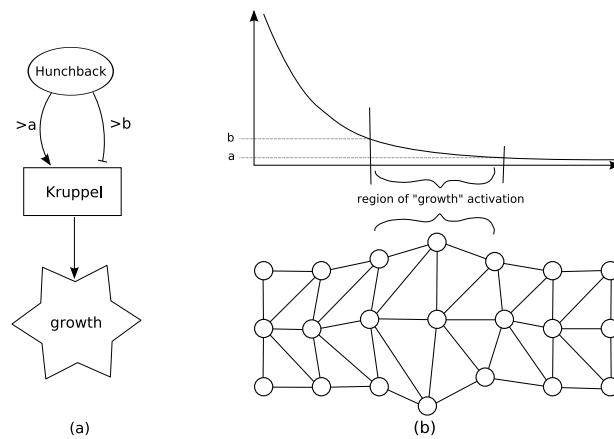 Hunchback
>a
>b
Kruppel
growth
(a)
b
a
region of "growth" activation
(b)